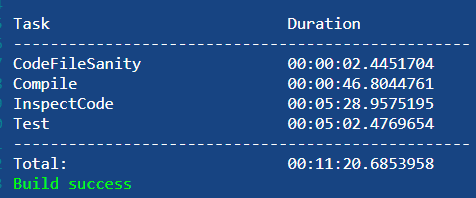 Task Duration
--------------------------------------------------
CodeFileSanity 00:00:02.4451704
Compile 00:00:46.8044761
InspectCode 00:05:28.9575195
Test 00:05:02.4769654
--------------------------------------------------
Total: 00:11:20.6853958
Build success